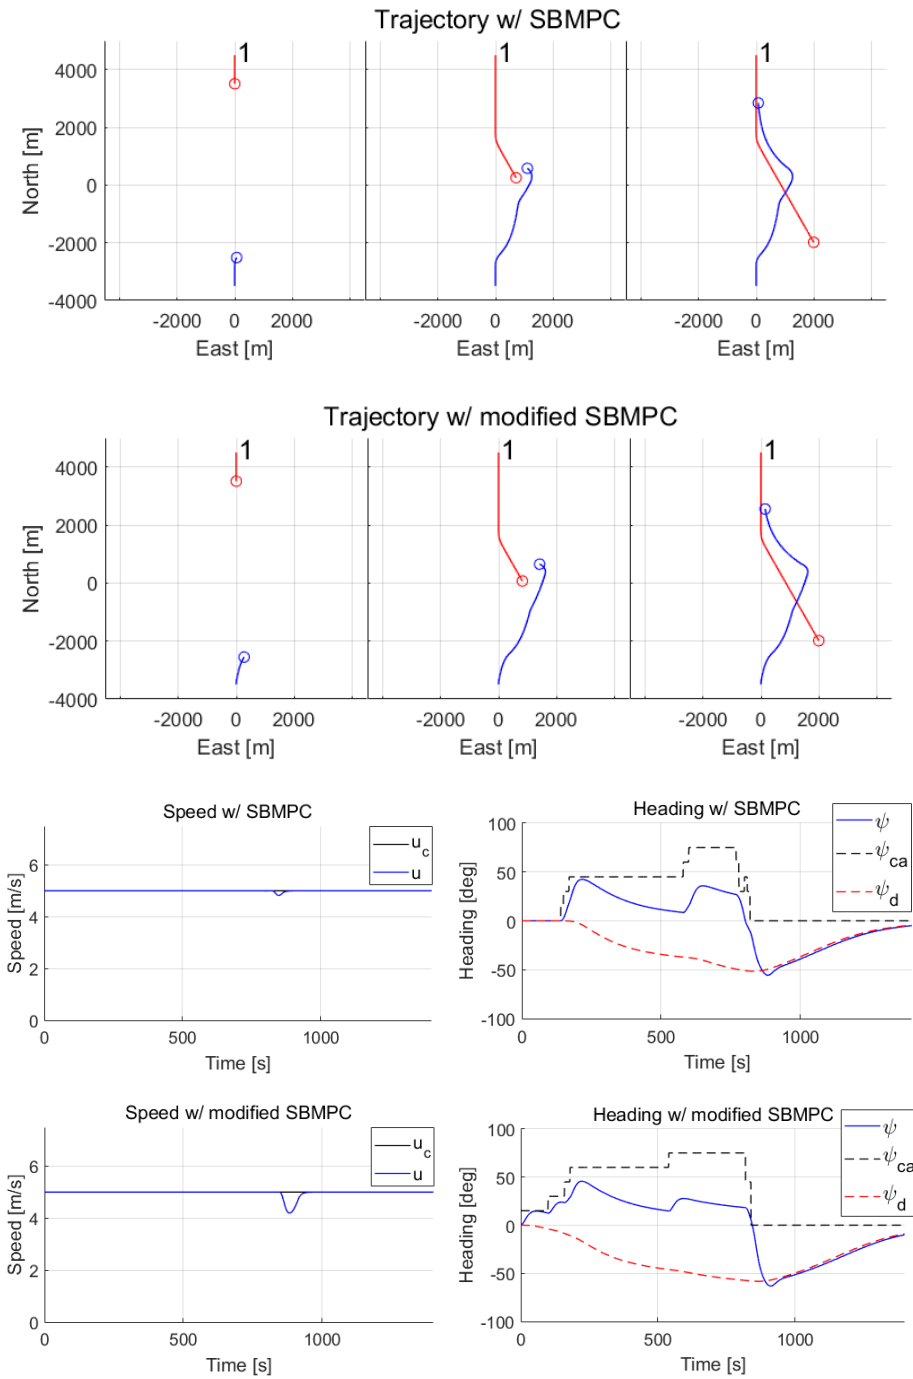 Trajectory w/ SBMPC
1 1 1
4000
2000
0
-2000
-4000
North [m]
-2000 0 2000 -2000 0 2000 -2000 0 2000
East [m] East [m] East [m]
Trajectory w/ modified SBMPC
1 1 1
4000
2000
0
-2000
-4000
North [m]
-2000 0 2000 -2000 0 2000 -2000 0 2000
East [m] East [m] East [m]
Speed w/ SBMPC
u_c
u
6
4
2
0
Speed [m/s]
0 500 1000
Time [s]
Heading w/ SBMPC
ψ
ψ_ca
ψ_d
100
50
0
-50
-100
Heading [deg]
0 500 1000
Time [s]
Speed w/ modified SBMPC
u_c
u
6
4
2
0
Speed [m/s]
0 500 1000
Time [s]
Heading w/ modified SBMPC
ψ
ψ_ca
ψ_d
100
50
0
-50
-100
Heading [deg]
0 500 1000
Time [s]